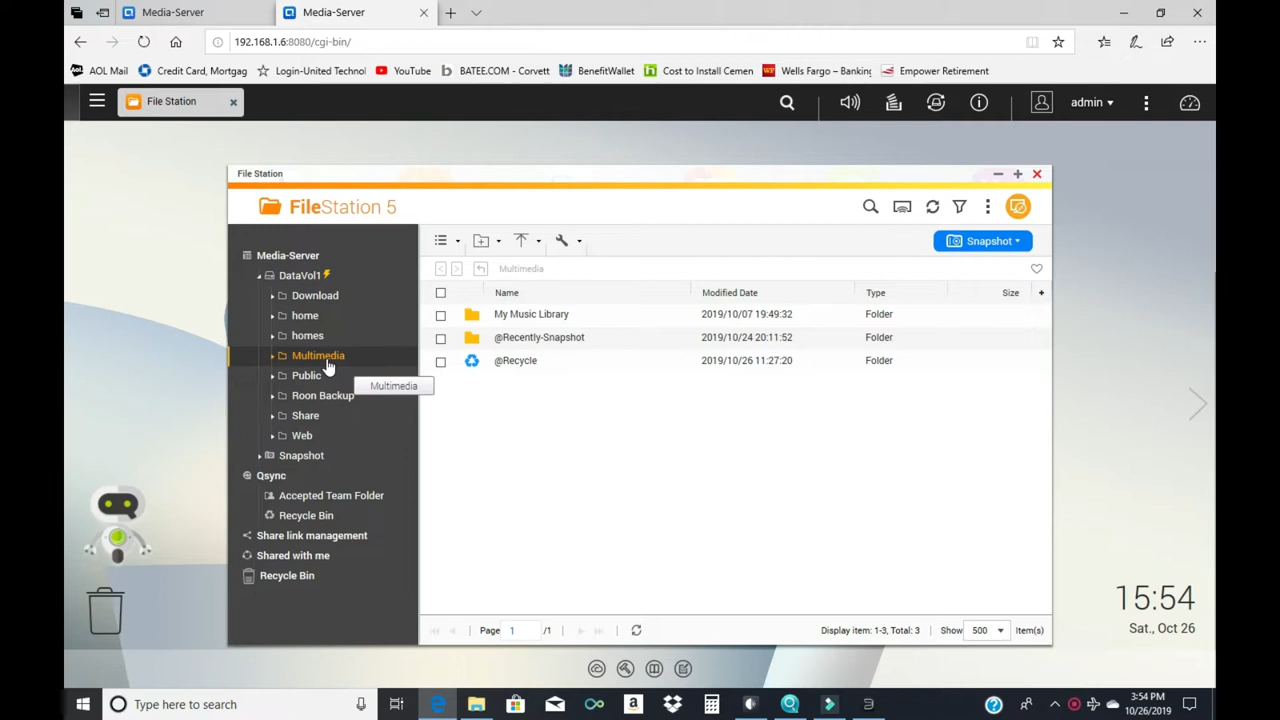 Media-Server
Media-Server
192.168.1.6:8080/cgi-bin/
AOL Mail
Credit Card, Mortgag
Login-United Technol
YouTube
BATEE.COM - Corvett
BenefitWallet
Cost to Install Cemen
Wells Fargo – Banking
Empower Retirement
File Station
admin
File Station
FileStation 5
Snapshot
Media-Server
DataVol1
Download
home
homes
Multimedia
Public
Multimedia
Roon Backup
Share
Web
Snapshot
Qsync
Accepted Team Folder
Recycle Bin
Share link management
Shared with me
Recycle Bin
Multimedia
Name Modified Date Type Size
My Music Library 2019/10/07 19:49:32 Folder
@Recently-Snapshot 2019/10/24 20:11:52 Folder
@Recycle 2019/10/26 11:27:20 Folder
Page 1 /1
Display item: 1-3, Total: 3 Show 500 Item(s)
15:54
Sat., Oct 26
Type here to search
3:54 PM
10/26/2019